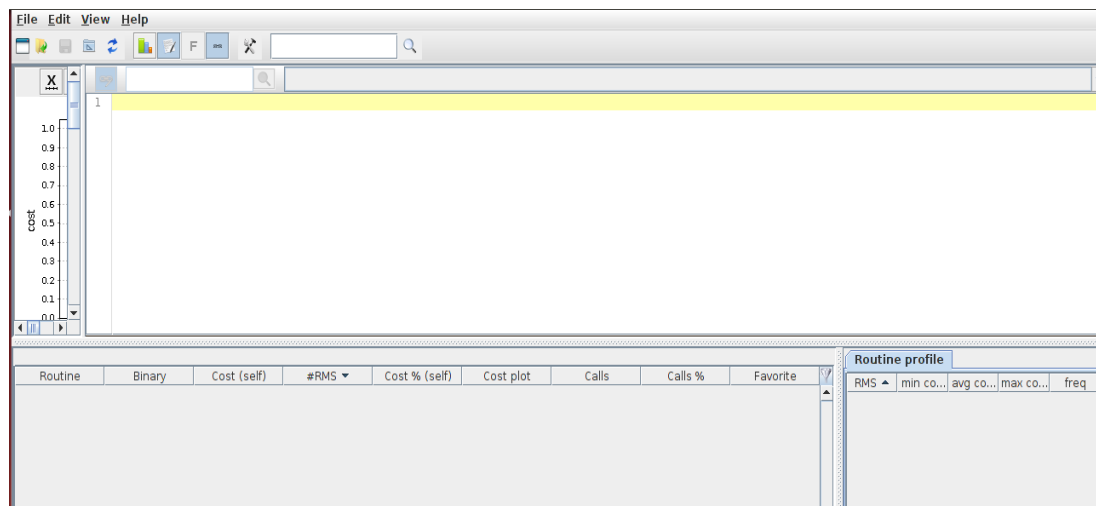 File Edit View Help
F
X
1
1.0
0.9
0.8
0.7
0.6
0.5
0.4
0.3
0.2
0.1
0.0
cost
Routine Binary Cost (self) #RMS Cost % (self) Cost plot Calls Calls % Favorite
Routine profile
RMS min co... avg co... max co... freq